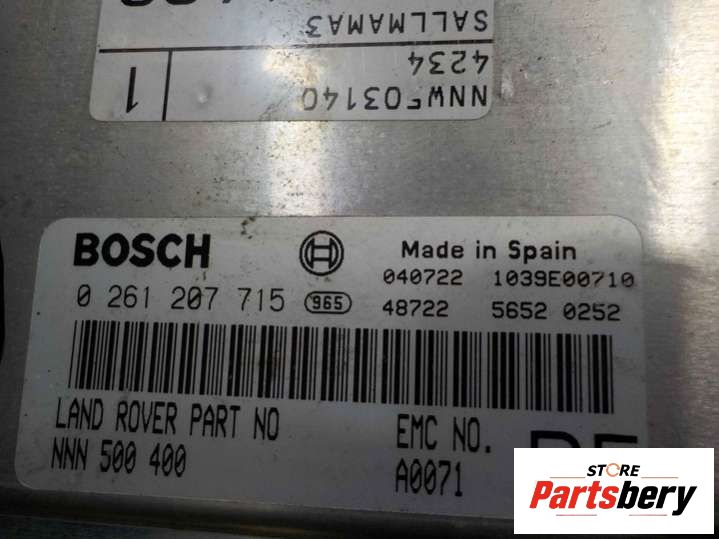 SALLMAMA3
4234
NNWF03140
1
BOSCH
Made in Spain
040722 1039E00710
0 261 207 715 965
48722 5652 0252
LAND ROVER PART NO
NNN 500 400
EMC NO.
A0071
STORE
Partsbery